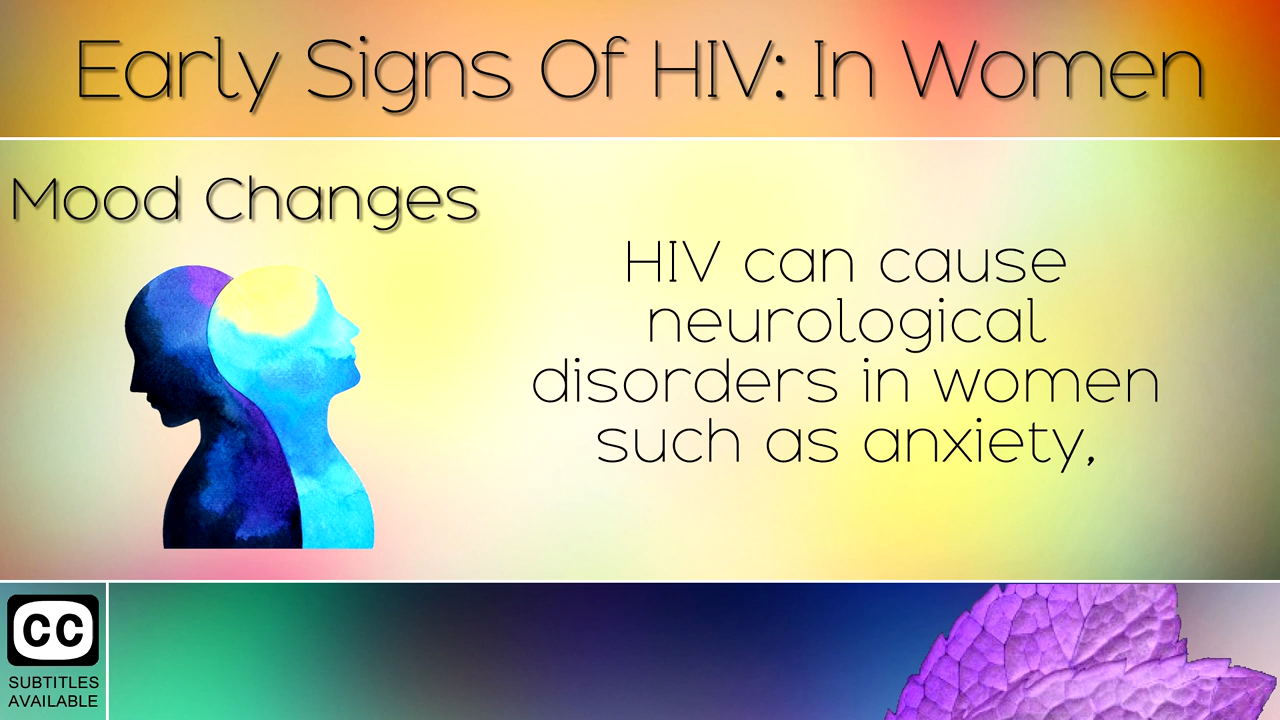 Early Signs Of HIV: In Women
Mood Changes
HIV can cause
neurological
disorders in women
such as anxiety,
CC
SUBTITLES
AVAILABLE